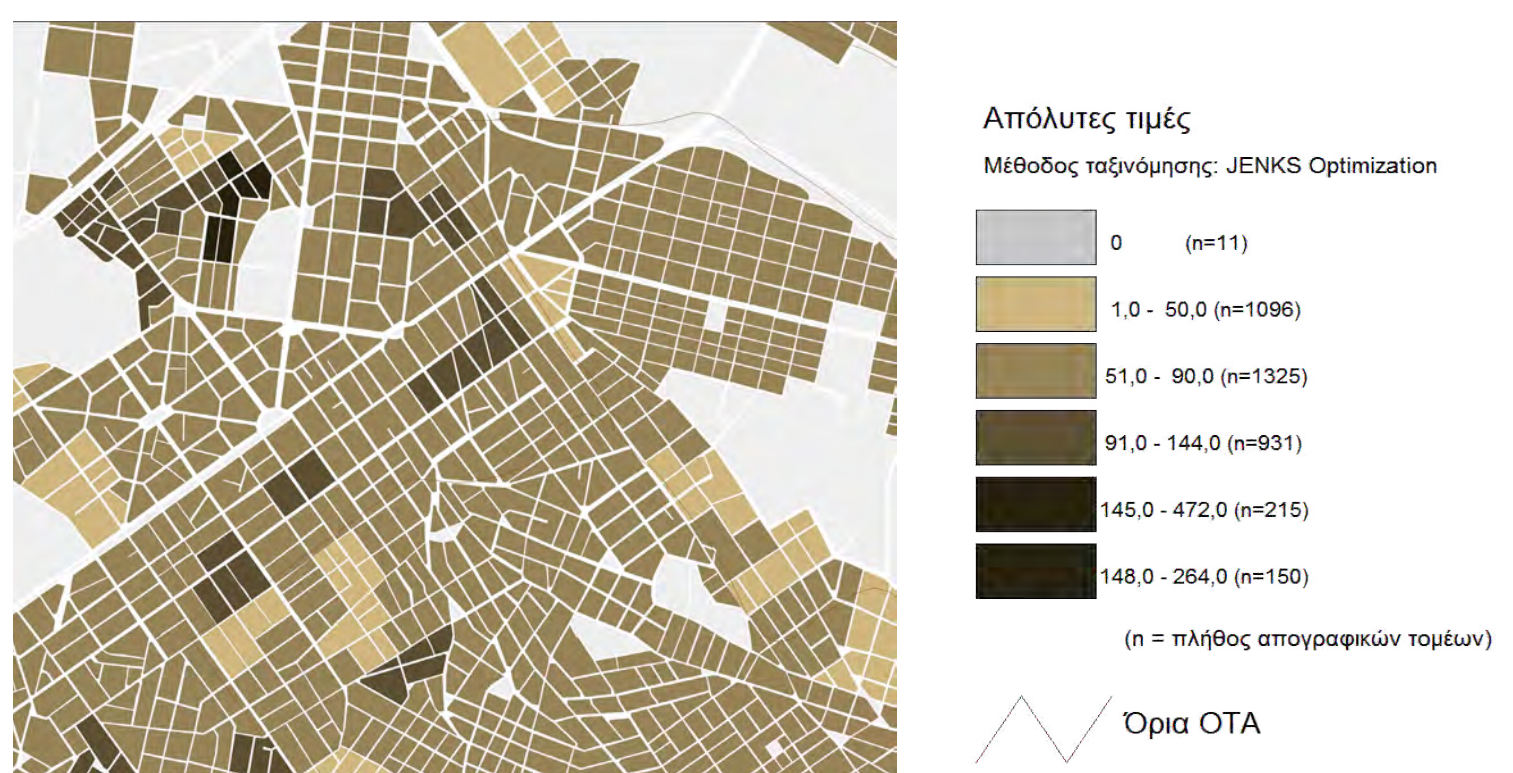 Απόλυτες τιμές
Μέθοδος ταξινόμησης: JENKS Optimization
0 (n=11)
1,0 - 50,0 (n=1096)
51,0 - 90,0 (n=1325)
91,0 - 144,0 (n=931)
145,0 - 472,0 (n=215)
148,0 - 264,0 (n=150)
(n = πλήθος απογραφικών τομέων)
Όρια ΟΤΑ